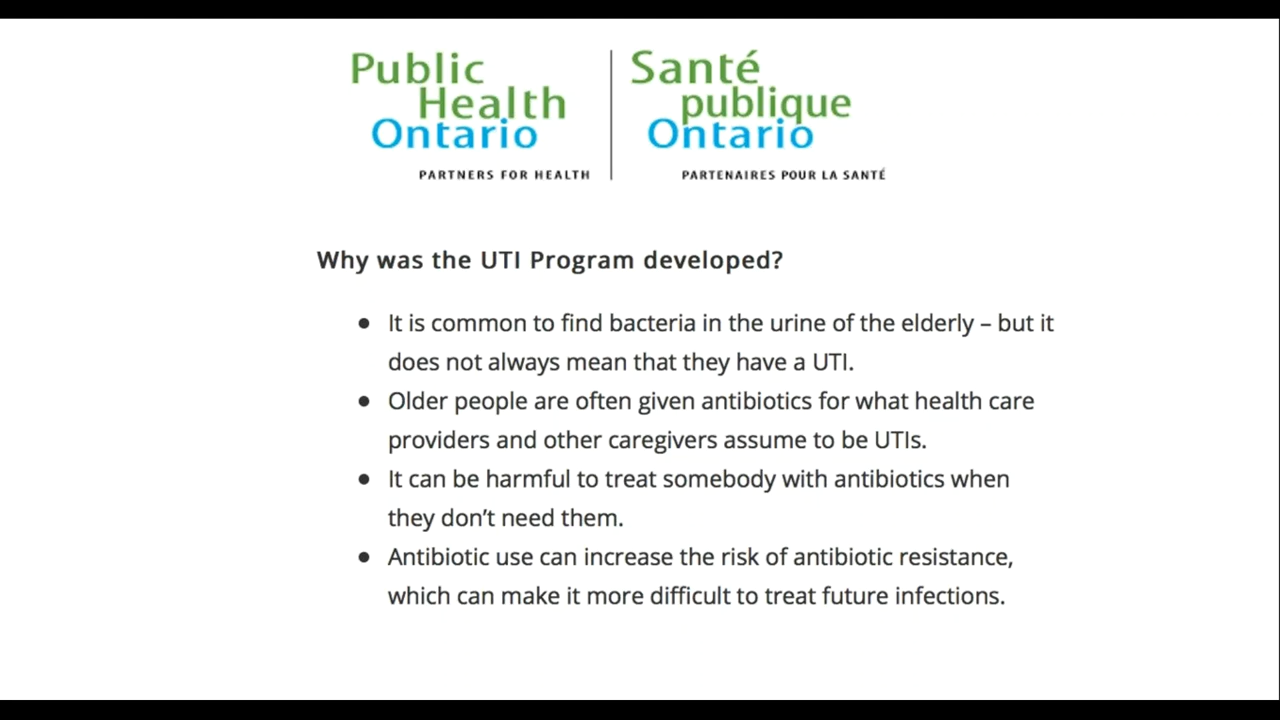 Public
Health
Ontario
PARTNERS FOR HEALTH
Santé
publique
Ontario
PARTENAIRES POUR LA SANTÉ
Why was the UTI Program developed?
● It is common to find bacteria in the urine of the elderly – but it
does not always mean that they have a UTI.
● Older people are often given antibiotics for what health care
providers and other caregivers assume to be UTIs.
● It can be harmful to treat somebody with antibiotics when
they don’t need them.
● Antibiotic use can increase the risk of antibiotic resistance,
which can make it more difficult to treat future infections.